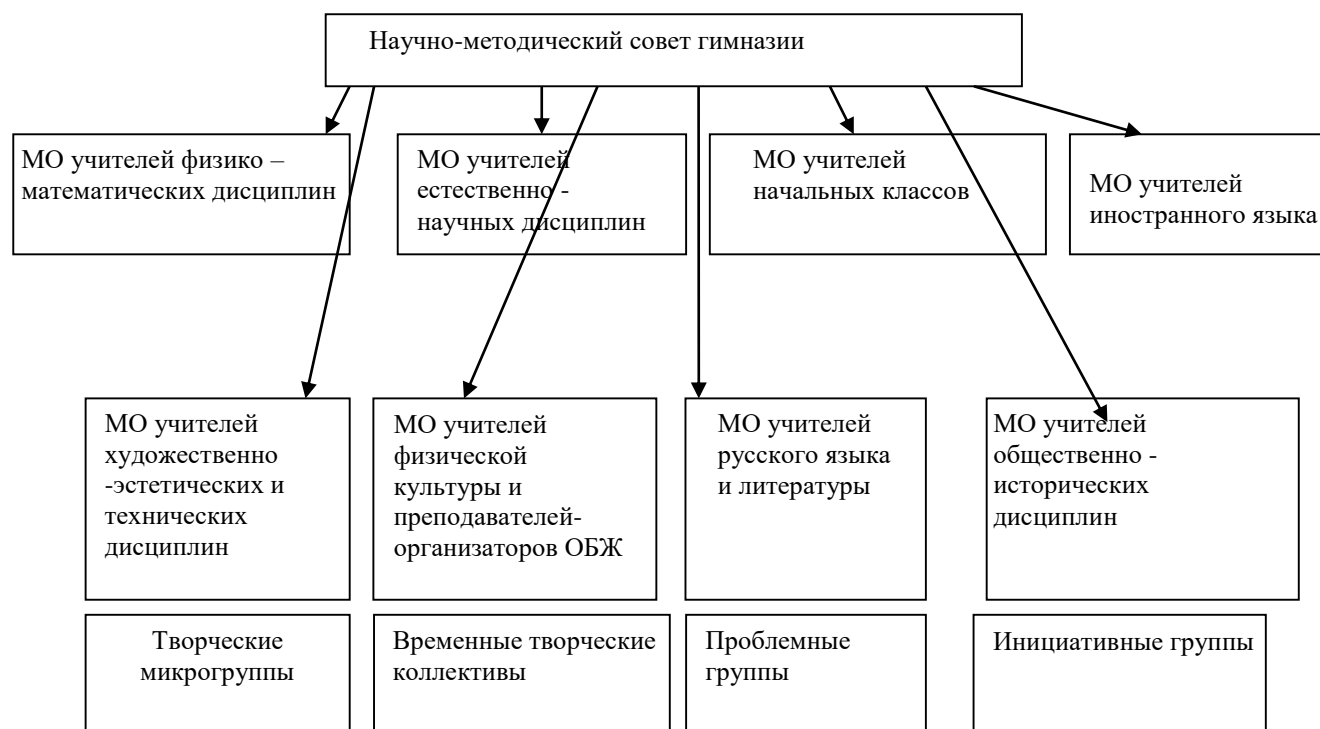 Научно-методический совет гимназии
МО учителей физико –
математических дисциплин
МО учителей
естественно -
научных дисциплин
МО учителей
начальных классов
МО учителей
иностранного языка
МО учителей
художественно
-эстетических и
технических
дисциплин
МО учителей
физической
культуры и
преподавателей-
организаторов ОБЖ
МО учителей
русского языка
и литературы
МО учителей
общественно -
исторических
дисциплин
Творческие
микрогруппы
Временные творческие
коллективы
Проблемные
группы
Инициативные группы